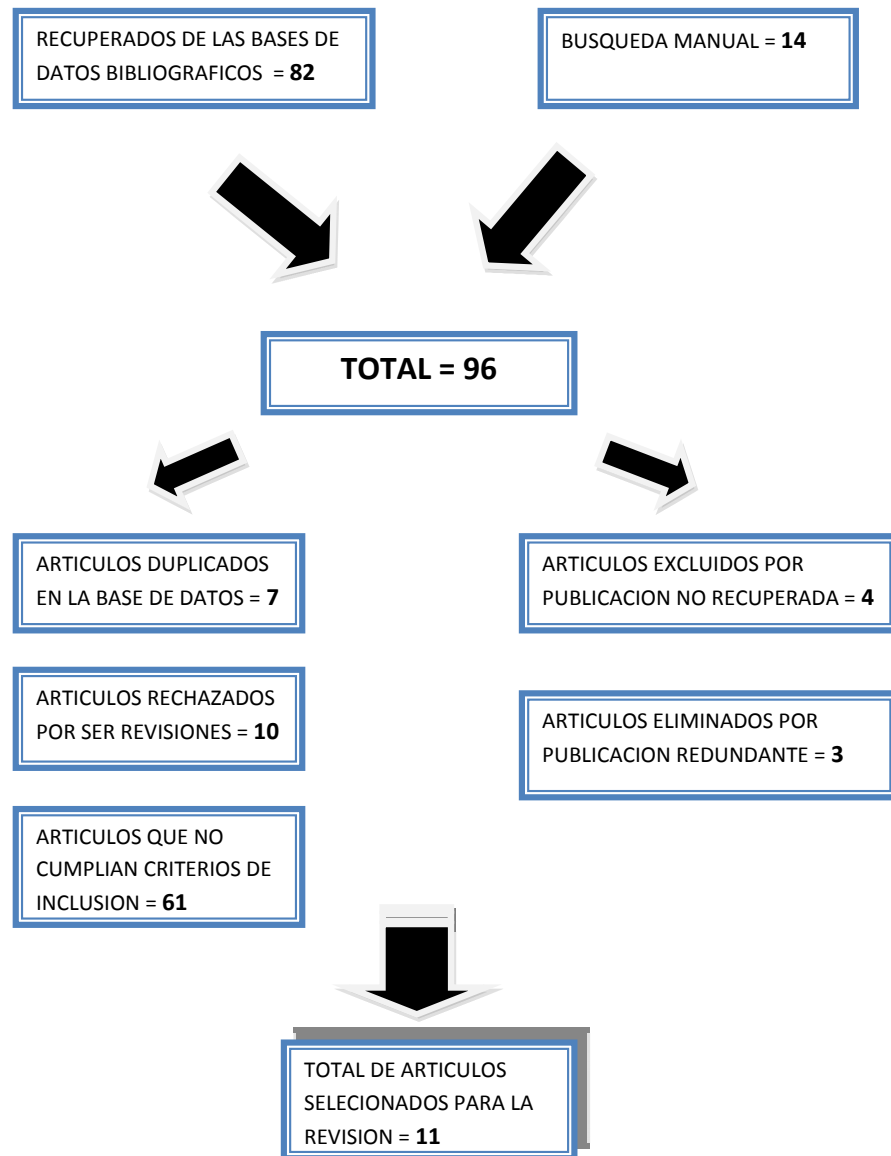 RECUPERADOS DE LAS BASES DE
DATOS BIBLIOGRAFICOS = 82
BUSQUEDA MANUAL = 14
TOTAL = 96
ARTICULOS DUPLICADOS
EN LA BASE DE DATOS = 7
ARTICULOS EXCLUIDOS POR
PUBLICACION NO RECUPERADA = 4
ARTICULOS RECHAZADOS
POR SER REVISIONES = 10
ARTICULOS ELIMINADOS POR
PUBLICACION REDUNDANTE = 3
ARTICULOS QUE NO
CUMPLIAN CRITERIOS DE
INCLUSION = 61
TOTAL DE ARTICULOS
SELECIONADOS PARA LA
REVISION = 11